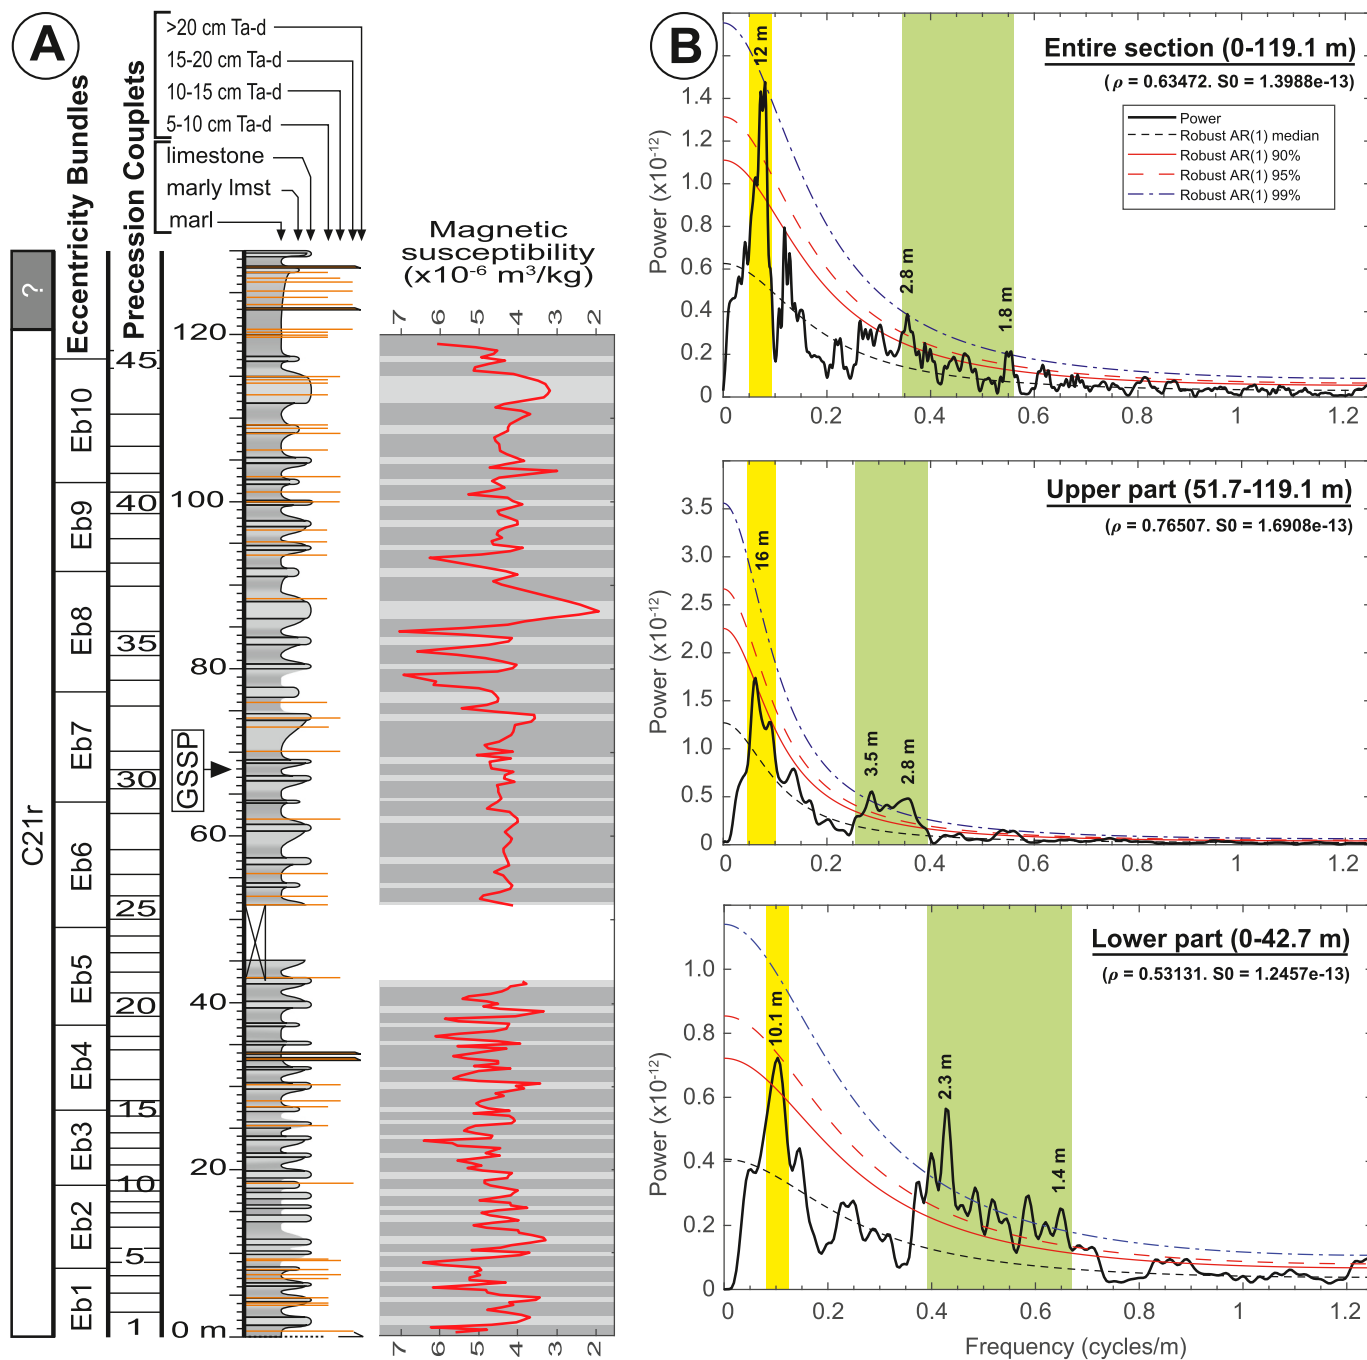 A
Eccentricity Bundles
Precession Couplets
>20 cm Ta-d
15-20 cm Ta-d
10-15 cm Ta-d
5-10 cm Ta-d
limestone
marly lmst
marl
Magnetic
susceptibility
(x10-6 m3/kg)
7 6 5 4 3 2
?
C21r
Eb10
Eb9
Eb8
Eb7
Eb6
Eb5
Eb4
Eb3
Eb2
Eb1
45
40
35
30
25
20
15
10
5
1
120
100
80
60
40
20
0 m
GSSP
7 6 5 4 3 2
B
Entire section (0-119.1 m)
(ρ = 0.63472. S0 = 1.3988e-13)
Power
Robust AR(1) median
Robust AR(1) 90%
Robust AR(1) 95%
Robust AR(1) 99%
12 m
2.8 m
1.8 m
Power (x10-12)
1.4
1.2
1.0
0.8
0.6
0.4
0.2
0
0 0.2 0.4 0.6 0.8 1 1.2
Upper part (51.7-119.1 m)
(ρ = 0.76507. S0 = 1.6908e-13)
16 m
3.5 m
2.8 m
Power (x10-12)
3.5
3.0
2.5
2.0
1.5
1.0
0.5
0
0 0.2 0.4 0.6 0.8 1 1.2
Lower part (0-42.7 m)
(ρ = 0.53131. S0 = 1.2457e-13)
10.1 m
2.3 m
1.4 m
Power (x10-12)
1.0
0.8
0.6
0.4
0.2
0
0 0.2 0.4 0.6 0.8 1 1.2
Frequency (cycles/m)